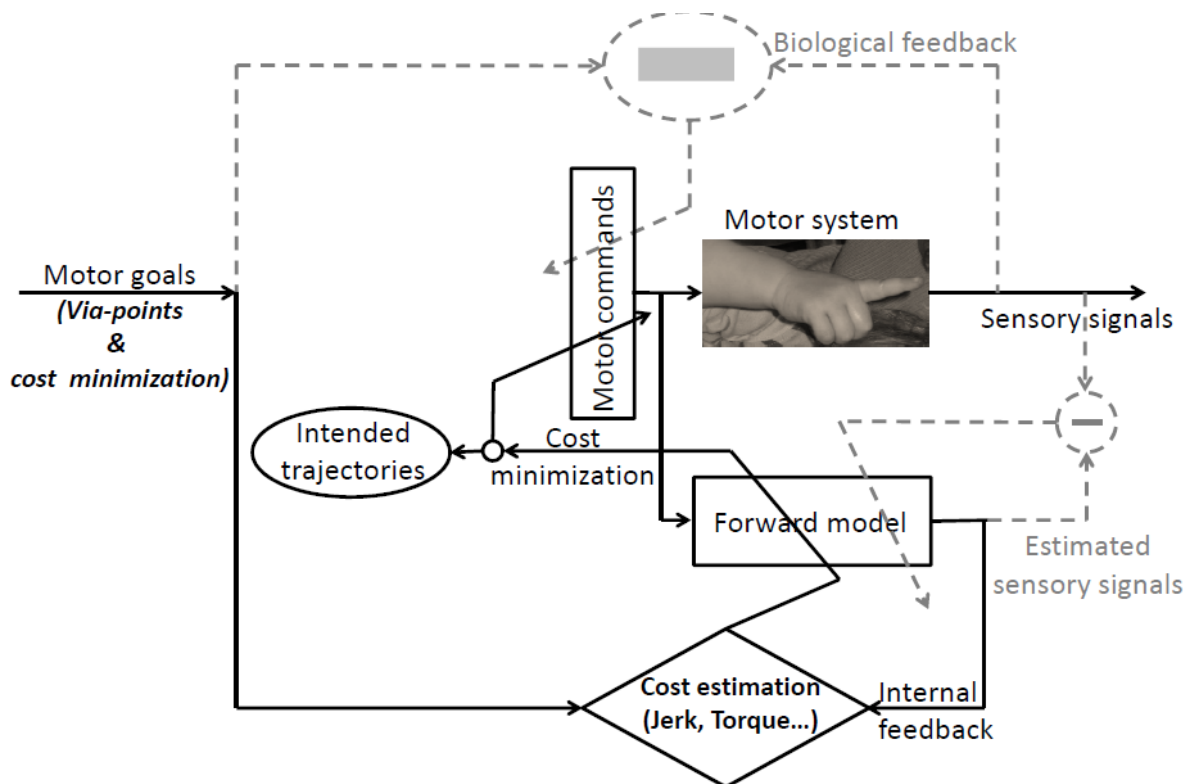 Biological feedback
Motor commands
Motor system
Motor goals
(Via-points
&
cost minimization)
Sensory signals
Intended
trajectories
Cost
minimization
Forward model
Estimated
sensory signals
Cost estimation
(Jerk, Torque...)
Internal
feedback